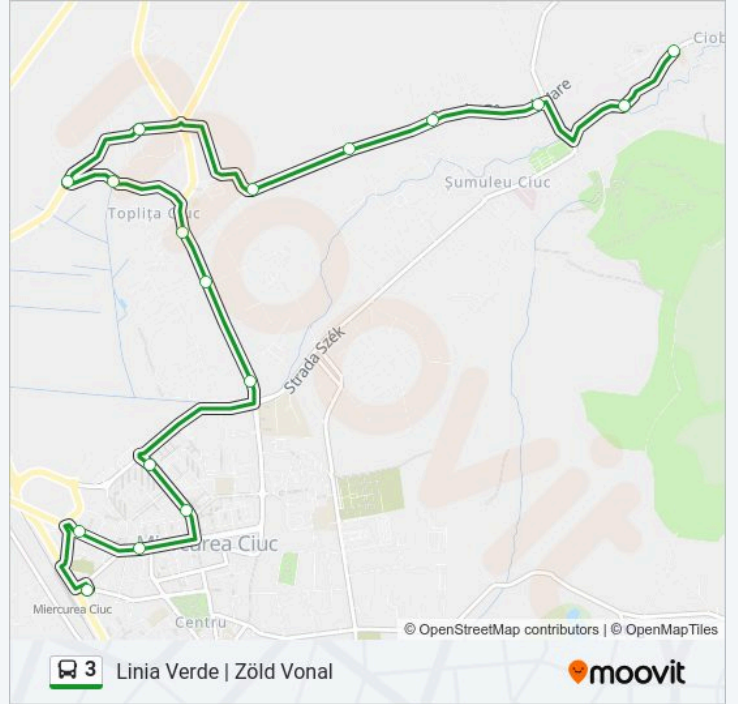 Ciob
Șumuleu Ciuc
Toplița Ciuc
Strada Szék
Miercurea Ciuc
Miercurea Ciuc
Centru
© OpenStreetMap contributors | © OpenMapTiles
3 Linia Verde | Zöld Vonal
moovit